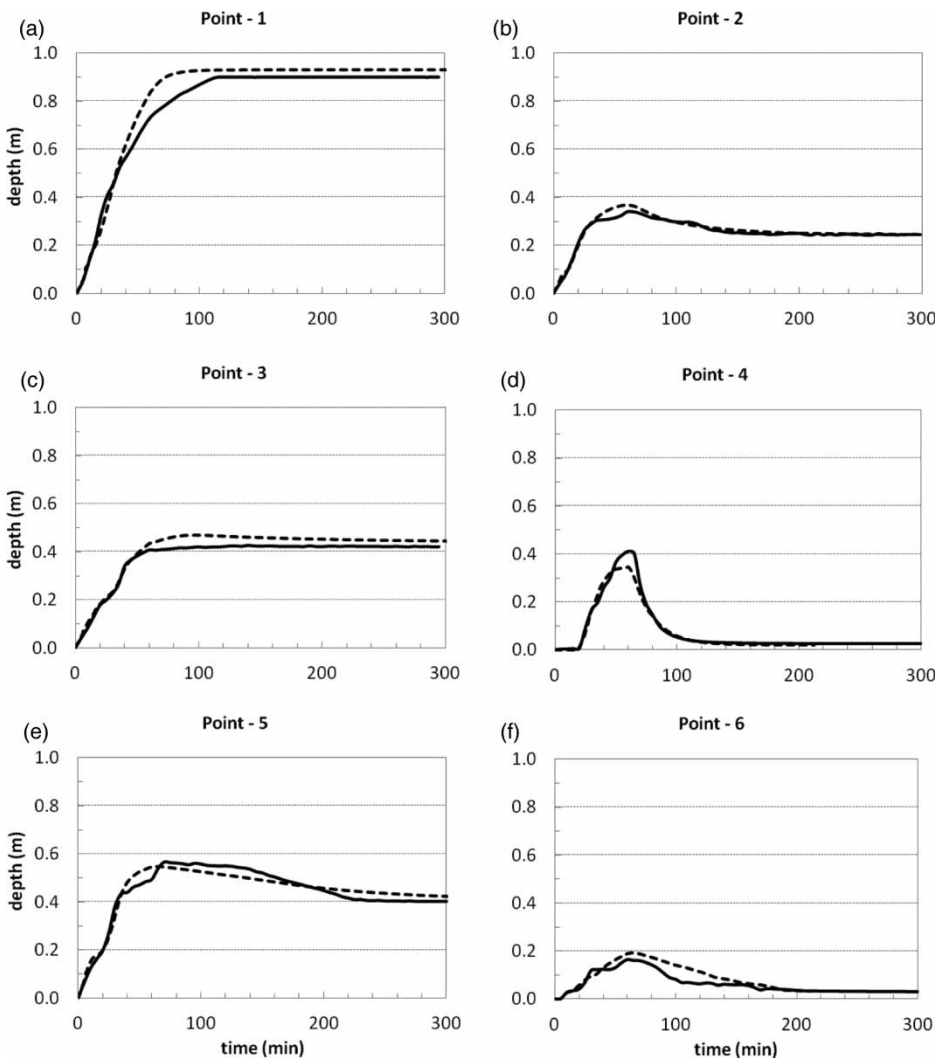 (a) Point - 1
1.0
0.8
0.6
0.4
0.2
0.0
depth (m)
0 100 200 300
(b) Point - 2
1.0
0.8
0.6
0.4
0.2
0.0
0 100 200 300
(c) Point - 3
1.0
0.8
0.6
0.4
0.2
0.0
depth (m)
0 100 200 300
(d) Point - 4
1.0
0.8
0.6
0.4
0.2
0.0
0 100 200 300
(e) Point - 5
1.0
0.8
0.6
0.4
0.2
0.0
depth (m)
0 100 200 300
time (min)
(f) Point - 6
1.0
0.8
0.6
0.4
0.2
0.0
0 100 200 300
time (min)